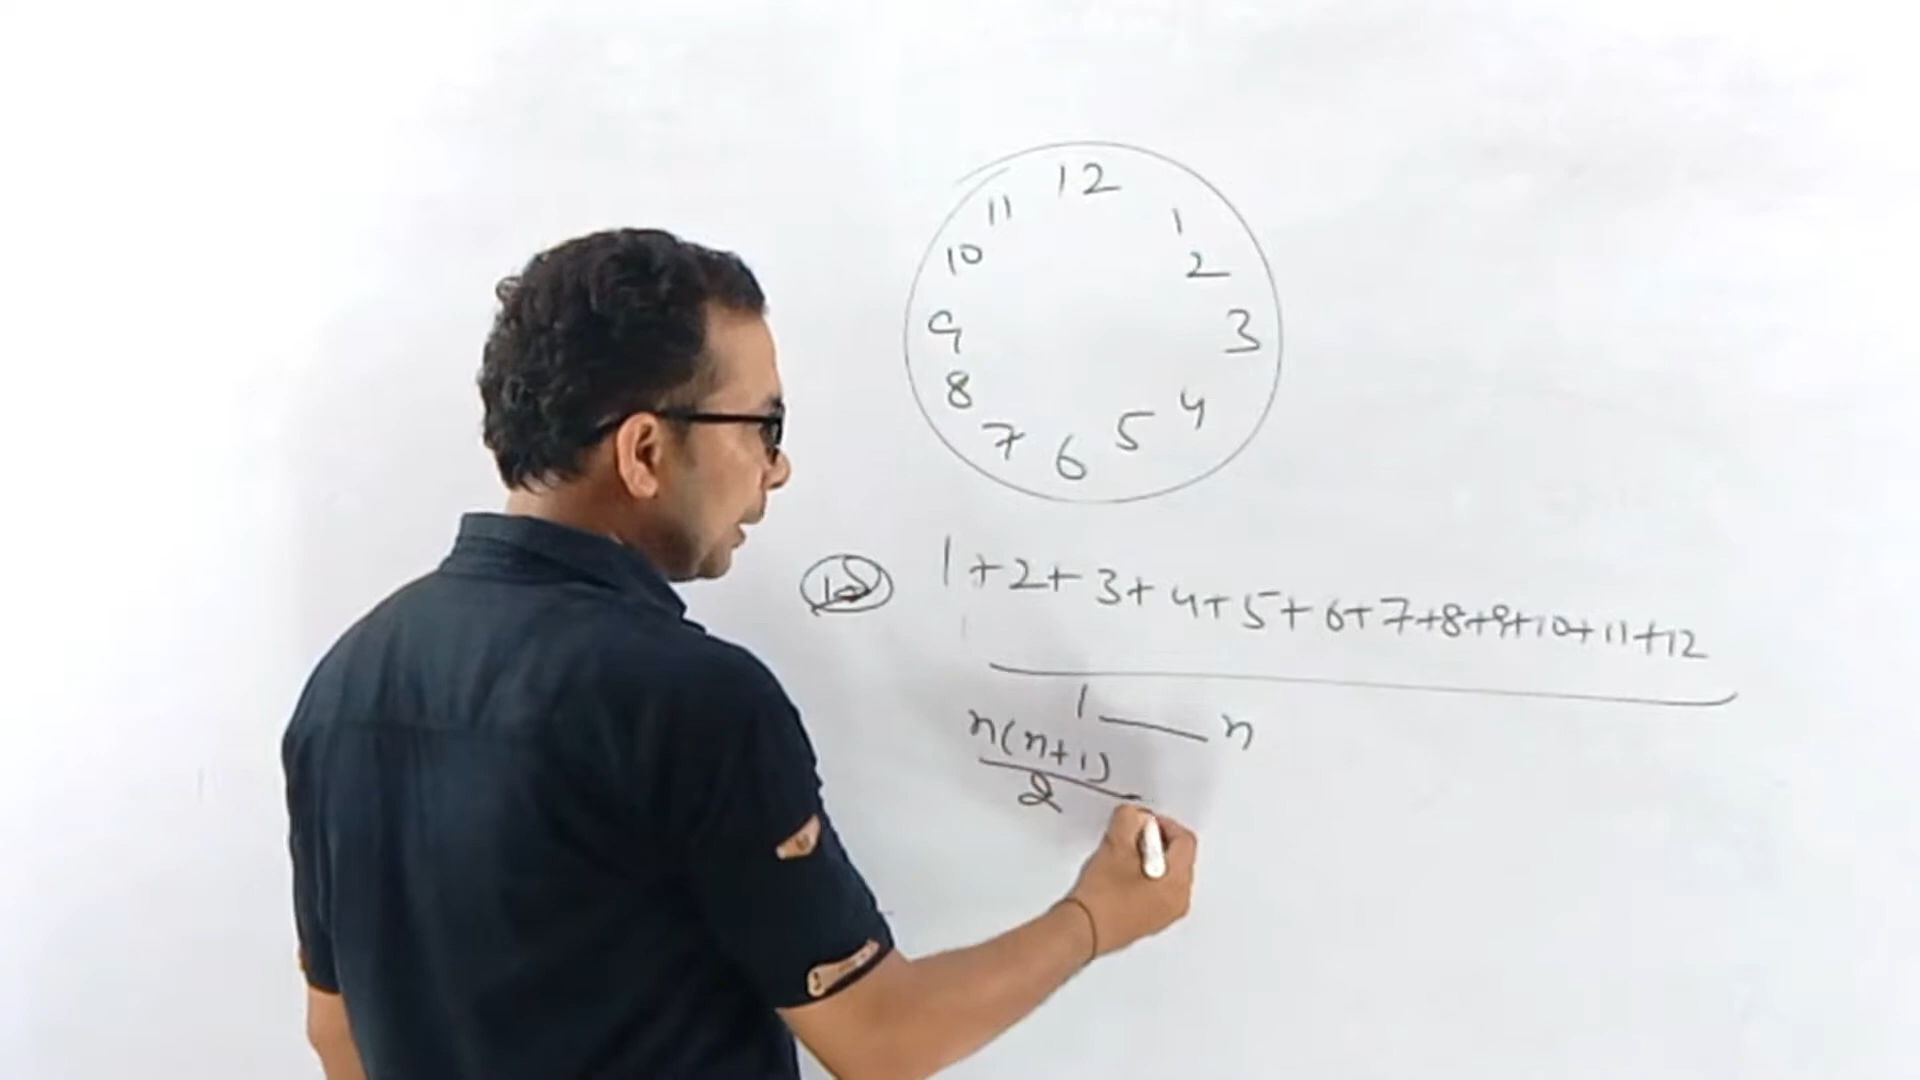 12
11 1
10 2
9 3
8 4
7 6 5
1+2+3+4+5+6+7+8+9+10+11+12
1 — n
n(n+1)
2